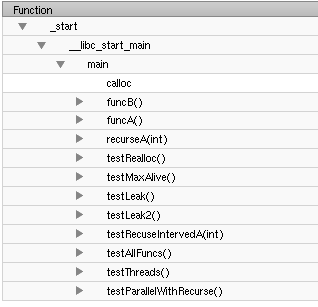 Function
_start
__libc_start_main
main
calloc
funcB()
funcA()
recurseA(int)
testRealloc()
testMaxAlive()
testLeak()
testLeak2()
testRecuseIntervedA(int)
testAllFuncs()
testThreads()
testParallelWithRecurse()